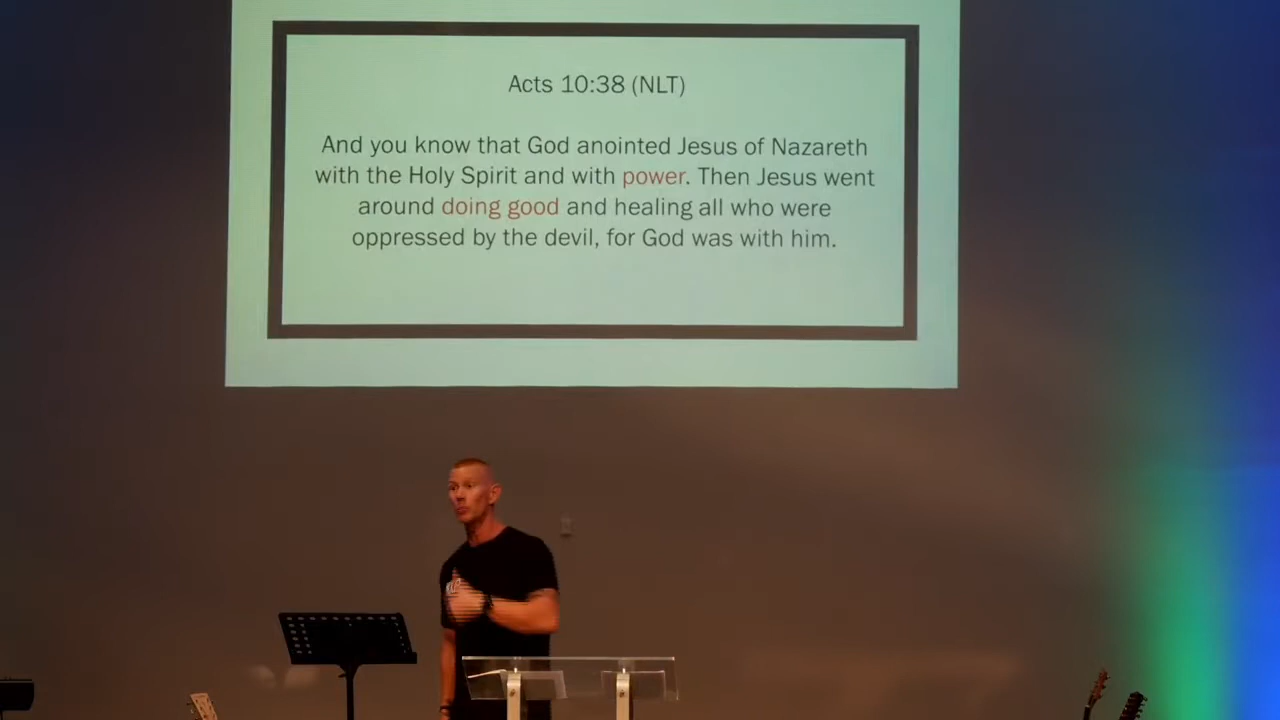 Acts 10:38 (NLT)
And you know that God anointed Jesus of Nazareth
with the Holy Spirit and with power. Then Jesus went
around doing good and healing all who were
oppressed by the devil, for God was with him.